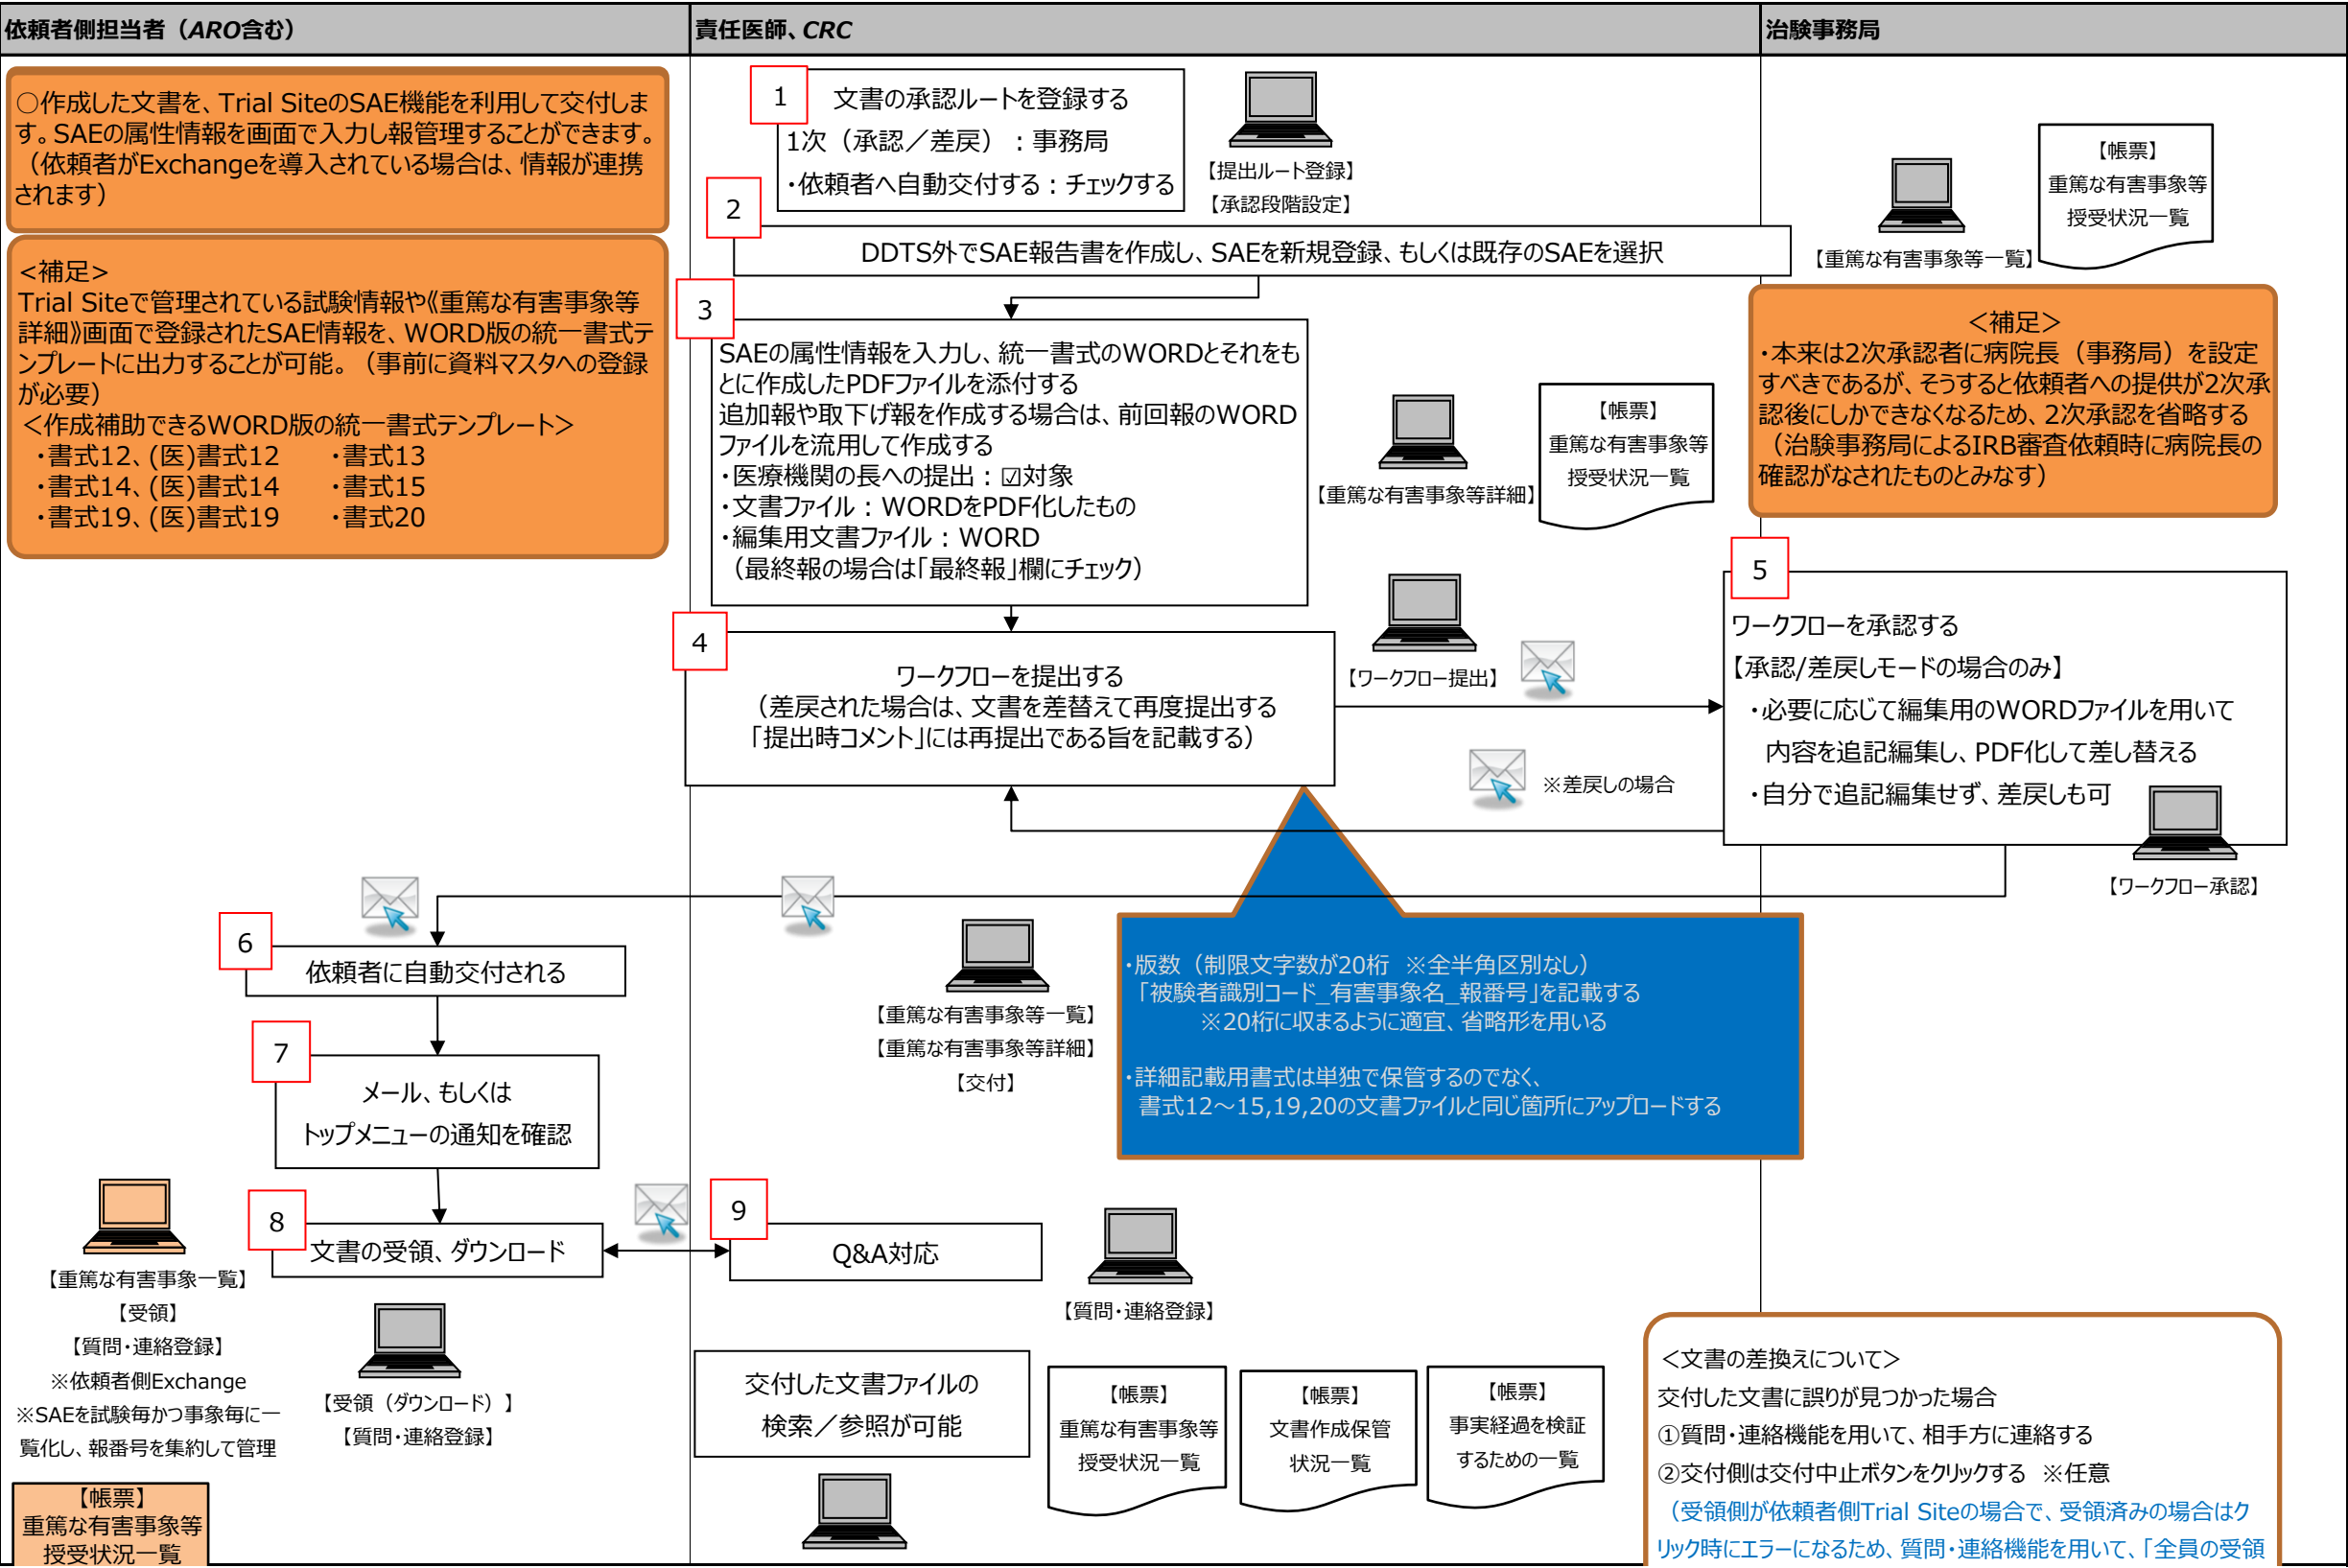 依頼者側担当者（ARO含む）
責任医師、CRC
治験事務局
○作成した文書を、Trial SiteのSAE機能を利用して交付しま
す。SAEの属性情報を画面で入力し報管理することができます。
（依頼者がExchangeを導入されている場合は、情報が連携
されます）
<補足>
Trial Siteで管理されている試験情報や《重篤な有害事象等
詳細》画面で登録されたSAE情報を、WORD版の統一書式テ
ンプレートに出力することが可能。（事前に資料マスタへの登録
が必要）
＜作成補助できるWORD版の統一書式テンプレート＞
・書式12、(医)書式12　・書式13
・書式14、(医)書式14　・書式15
・書式19、(医)書式19　・書式20
1
文書の承認ルートを登録する
1次（承認／差戻）：事務局
・依頼者へ自動交付する：チェックする
【提出ルート登録】
【承認段階設定】
2
DDTS外でSAE報告書を作成し、SAEを新規登録、もしくは既存のSAEを選択
【重篤な有害事象等一覧】
【帳票】
重篤な有害事象等
授受状況一覧
3
SAEの属性情報を入力し、統一書式のWORDとそれをも
とに作成したPDFファイルを添付する
追加報や取下げ報を作成する場合は、前回報のWORD
ファイルを流用して作成する
・医療機関の長への提出：☑対象
・文書ファイル：WORDをPDF化したもの
・編集用文書ファイル：WORD
（最終報の場合は「最終報」欄にチェック）
【重篤な有害事象等詳細】
【帳票】
重篤な有害事象等
授受状況一覧
＜補足＞
・本来は2次承認者に病院長（事務局）を設定
すべきであるが、そうすると依頼者への提供が2次承
認後にしかできなくなるため、2次承認を省略する
（治験事務局によるIRB審査依頼時に病院長の
確認がなされたものとみなす）
4
ワークフローを提出する
（差戻された場合は、文書を差替えて再度提出する
「提出時コメント」には再提出である旨を記載する）
【ワークフロー提出】
5
ワークフローを承認する
【承認/差戻しモードの場合のみ】
・必要に応じて編集用のWORDファイルを用いて
内容を追記編集し、PDF化して差し替える
・自分で追記編集せず、差戻しも可
※差戻しの場合
【ワークフロー承認】
6
依頼者に自動交付される
【重篤な有害事象等一覧】
【重篤な有害事象等詳細】
【交付】
・版数（制限文字数が20桁　※全半角区別なし）
「被験者識別コード_有害事象名_報番号」を記載する
※20桁に収まるように適宜、省略形を用いる
・詳細記載用書式は単独で保管するのでなく、
書式12～15,19,20の文書ファイルと同じ箇所にアップロードする
7
メール、もしくは
トップメニューの通知を確認
8
文書の受領、ダウンロード
9
Q&A対応
【重篤な有害事象一覧】
【受領】
【質問・連絡登録】
※依頼者側Exchange
※SAEを試験毎かつ事象毎に一
覧化し、報番号を集約して管理
【受領（ダウンロード）】
【質問・連絡登録】
【質問・連絡登録】
【帳票】
重篤な有害事象等
授受状況一覧
交付した文書ファイルの
検索／参照が可能
【帳票】
重篤な有害事象等
授受状況一覧
【帳票】
文書作成保管
状況一覧
【帳票】
事実経過を検証
するための一覧
＜文書の差換えについて＞
交付した文書に誤りが見つかった場合
①質問・連絡機能を用いて、相手方に連絡する
②交付側は交付中止ボタンをクリックする　※任意
（受領側が依頼者側Trial Siteの場合で、受領済みの場合はク
リック時にエラーになるため、質問・連絡機能を用いて、「全員の受領